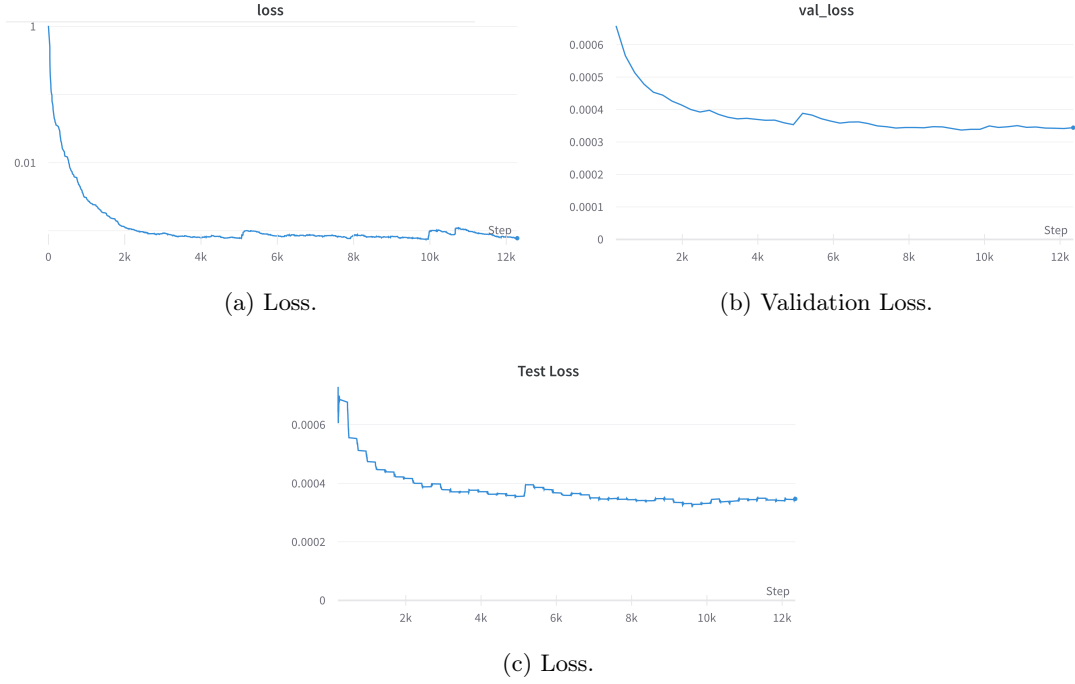 loss
1
0.01
Step
0 2k 4k 6k 8k 10k 12k
(a) Loss.
val_loss
0.0006
0.0005
0.0004
0.0003
0.0002
0.0001
0
Step
2k 4k 6k 8k 10k 12k
(b) Validation Loss.
Test Loss
0.0006
0.0004
0.0002
0
Step
2k 4k 6k 8k 10k 12k
(c) Loss.